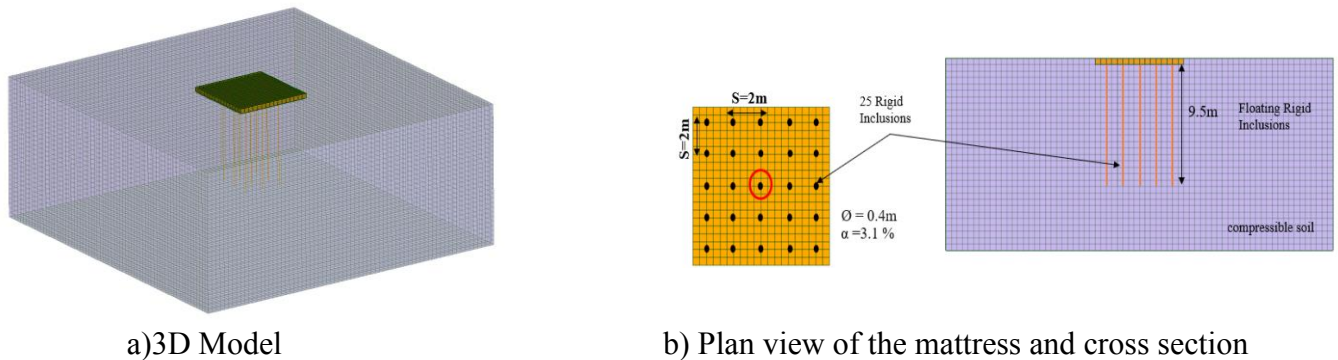 S=2m
S=2m
25 Rigid
Inclusions
Ø = 0.4m
α =3.1 %
9.5m
Floating Rigid
Inclusions
compressible soil
a)3D Model
b) Plan view of the mattress and cross section